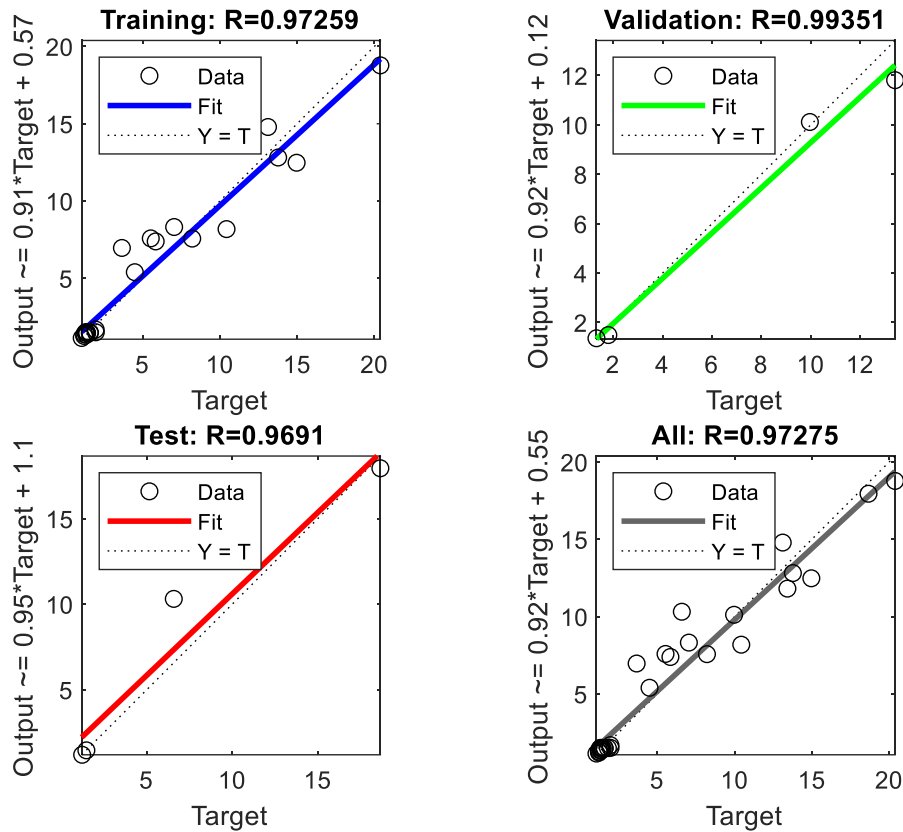 Training: R=0.97259
Output ~= 0.91*Target + 0.57
20
15
10
5
Data
Fit
Y = T
5
10
15
20
Target
Validation: R=0.99351
Output ~= 0.92*Target + 0.12
12
10
8
6
4
2
Data
Fit
Y = T
2
4
6
8
10
12
Target
Test: R=0.9691
Output ~= 0.95*Target + 1.1
15
10
5
Data
Fit
Y = T
5
10
15
Target
All: R=0.97275
Output ~= 0.92*Target + 0.55
20
15
10
5
Data
Fit
Y = T
5
10
15
20
Target